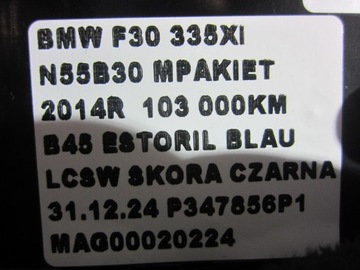 BMW F30 335Xi
N55B30 MPAKIET
2014R 103 000KM
B45 ESTORIL BLAU
LCSW SKORA CZARNA
31.12.24 P347856P1
MAG00020224